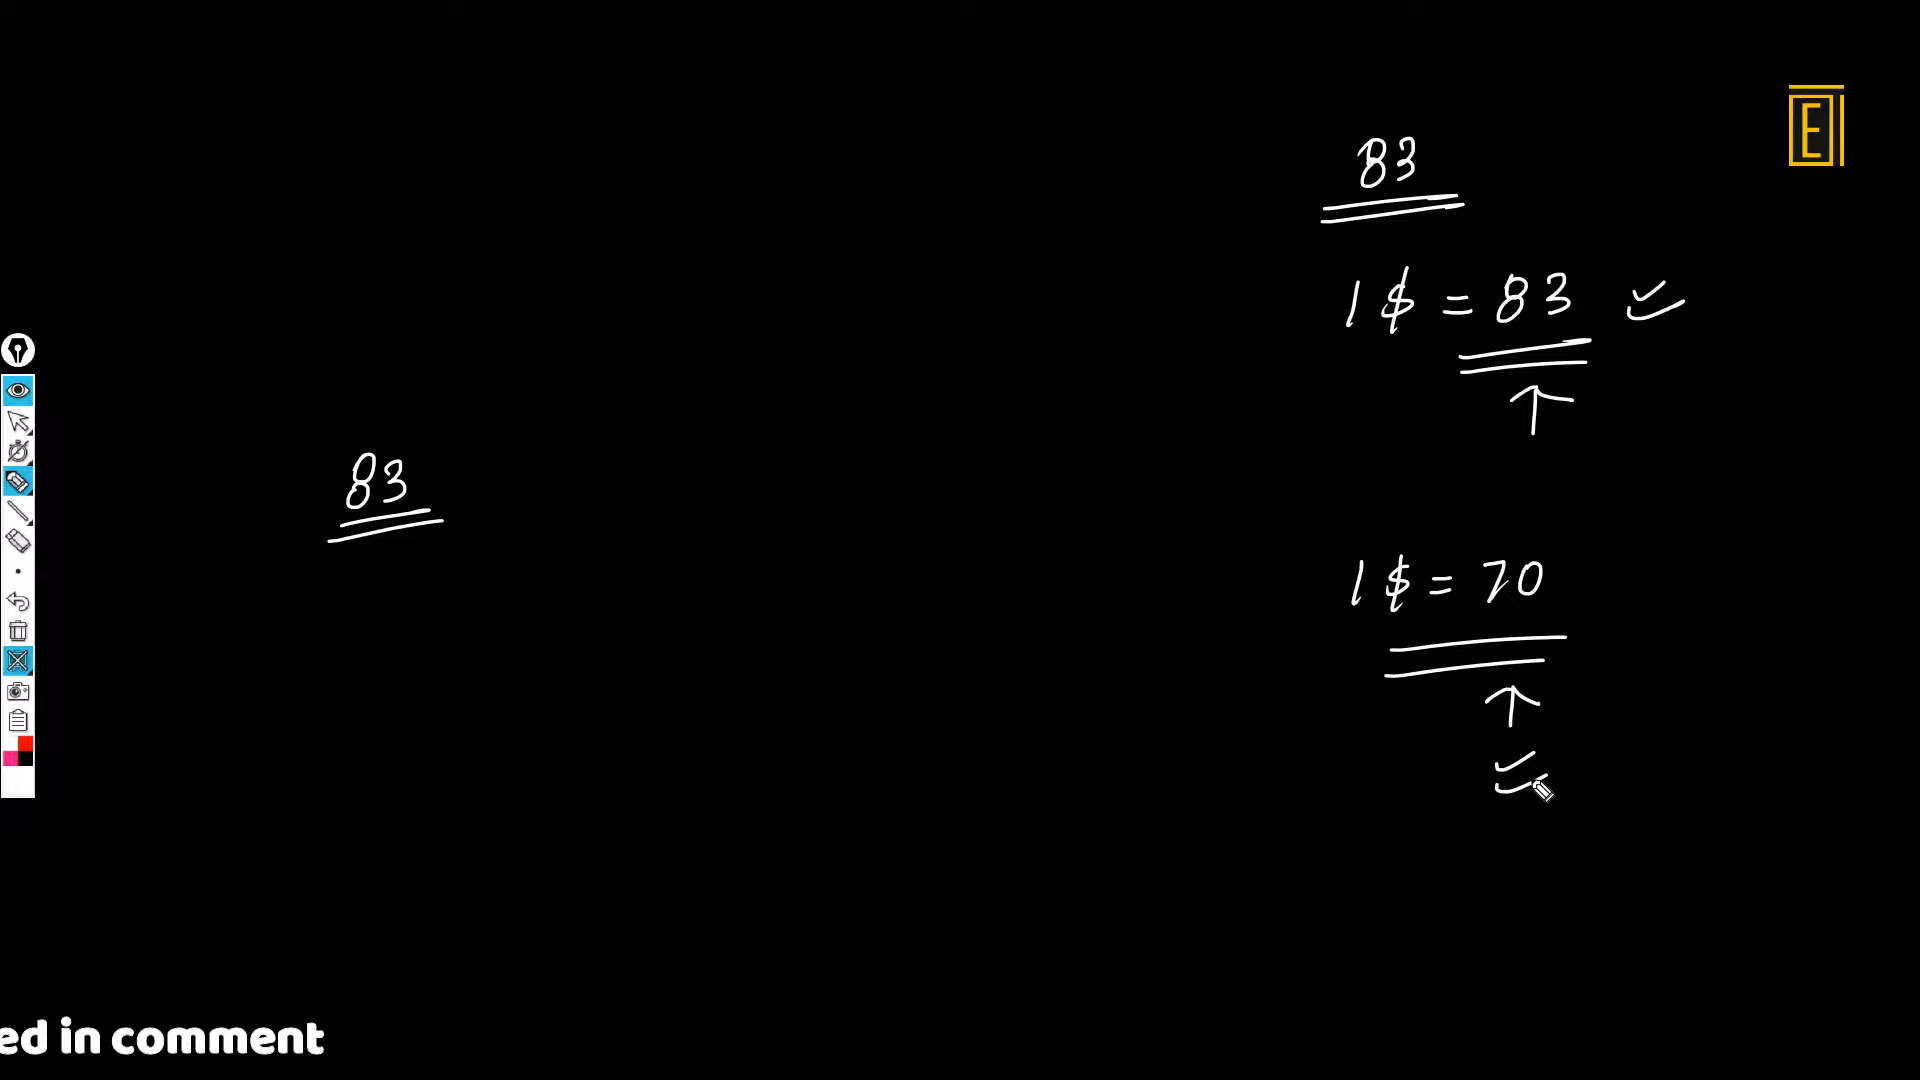 E
83
1 $ = 83
83
1 $ = 70
ed in comment